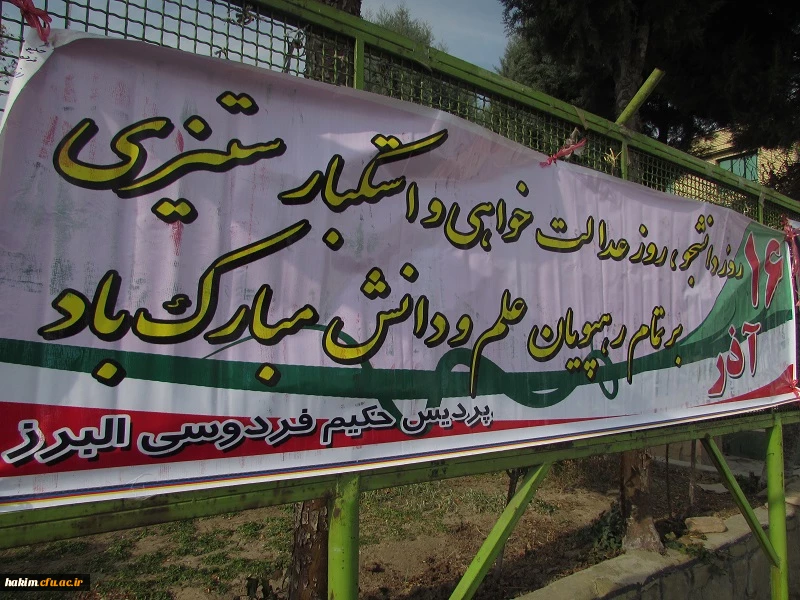 ۱۶ آذر
روز دانشجو، روز عدالت خواهی و استکبار ستیزی
بر تمام رهپویان علم و دانش مبارک باد
پردیس حکیم فردوسی البرز
hakim.cfu.ac.ir